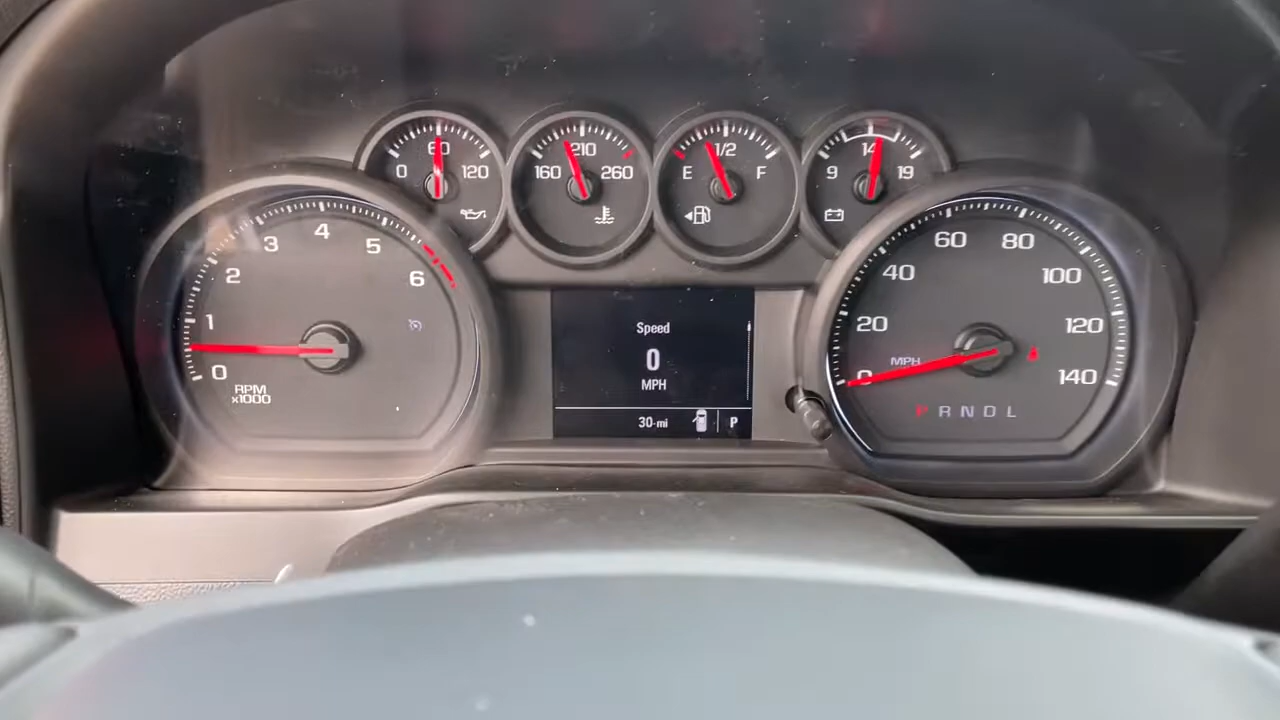 0 60 120
160 210 260
E 1/2 F
9 14 19
0 1 2 3 4 5 6
RPM
x1000
Speed
0
MPH
30 mi P
0 20 40 60 80 100 120 140
MPH
P R N D L